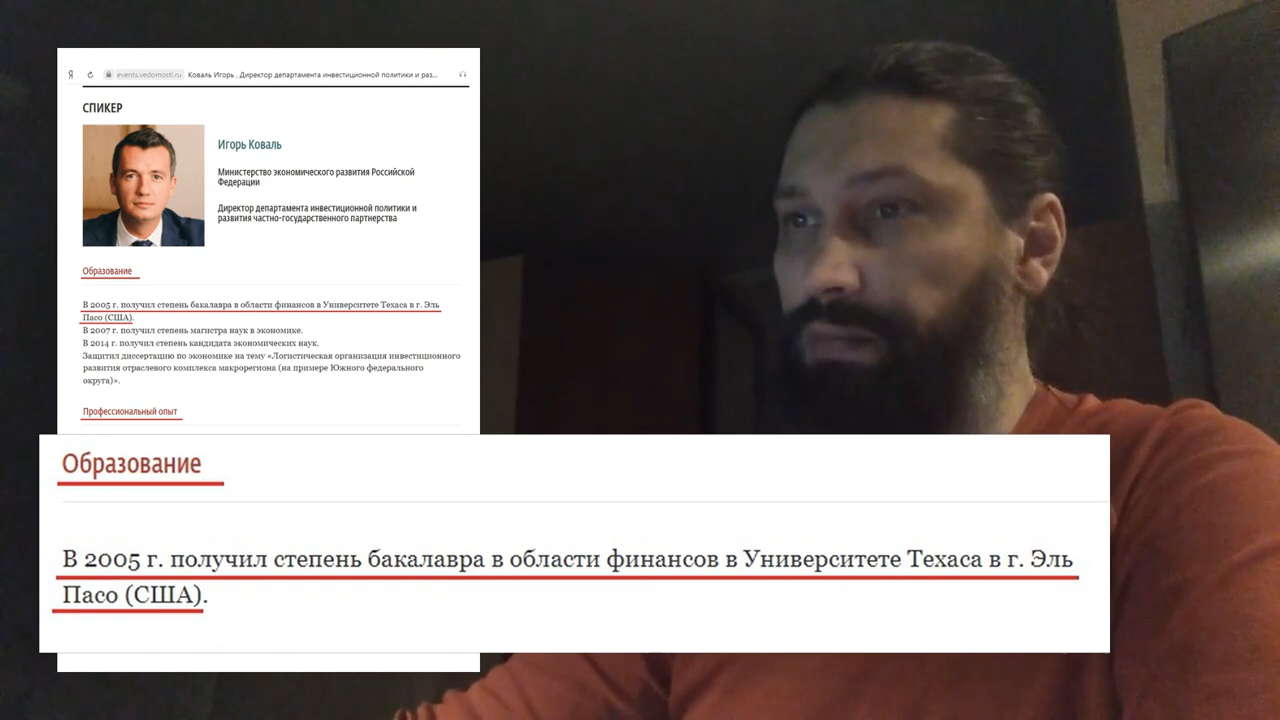 Я events.vedomosti.ru Коваль Игорь . Директор департамента инвестиционной политики и раз...
СПИКЕР
Игорь Коваль
Министерство экономического развития Российской
Федерации
Директор департамента инвестиционной политики и
развития частно-государственного партнерства
Образование
В 2005 г. получил степень бакалавра в области финансов в Университете Техаса в г. Эль
Пасо (США).
В 2007 г. получил степень магистра наук в экономике.
В 2014 г. получил степень кандидата экономических наук.
Защитил диссертацию по экономике на тему «Логистическая организация инвестиционного
развития отраслевого комплекса макрорегиона (на примере Южного федерального
округа)».
Профессиональный опыт
Образование
В 2005 г. получил степень бакалавра в области финансов в Университете Техаса в г. Эль
Пасо (США).